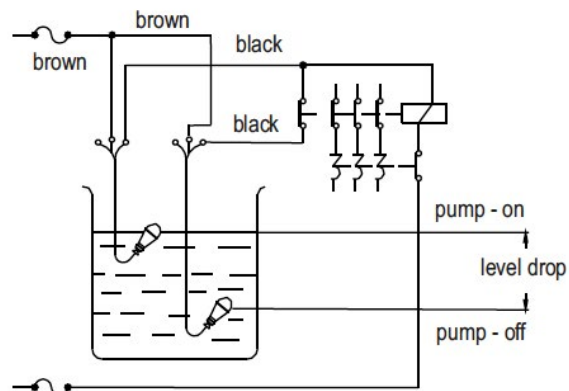 brown
brown
black
black
pump - on
level drop
pump - off